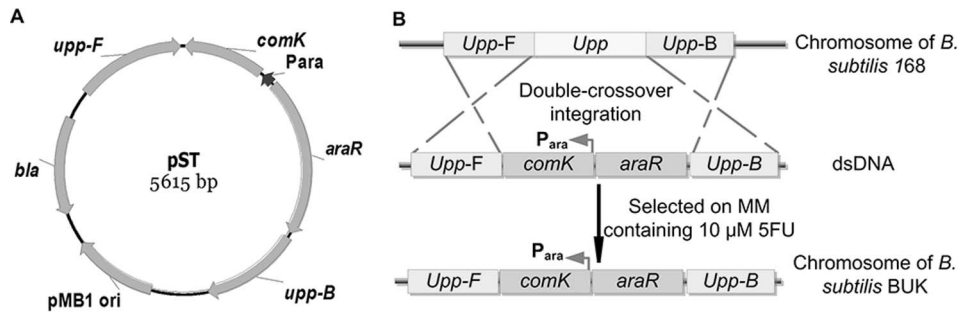 A
upp-F
comK
Para
araR
bla
pST
5615 bp
pMB1 ori
upp-B
B
Upp-F Upp Upp-B
Chromosome of B.
subtilis 168
Double-crossover
integration
Para
Upp-F comK araR Upp-B
dsDNA
Selected on MM
containing 10 µM 5FU
Para
Upp-F comK araR Upp-B
Chromosome of B.
subtilis BUK